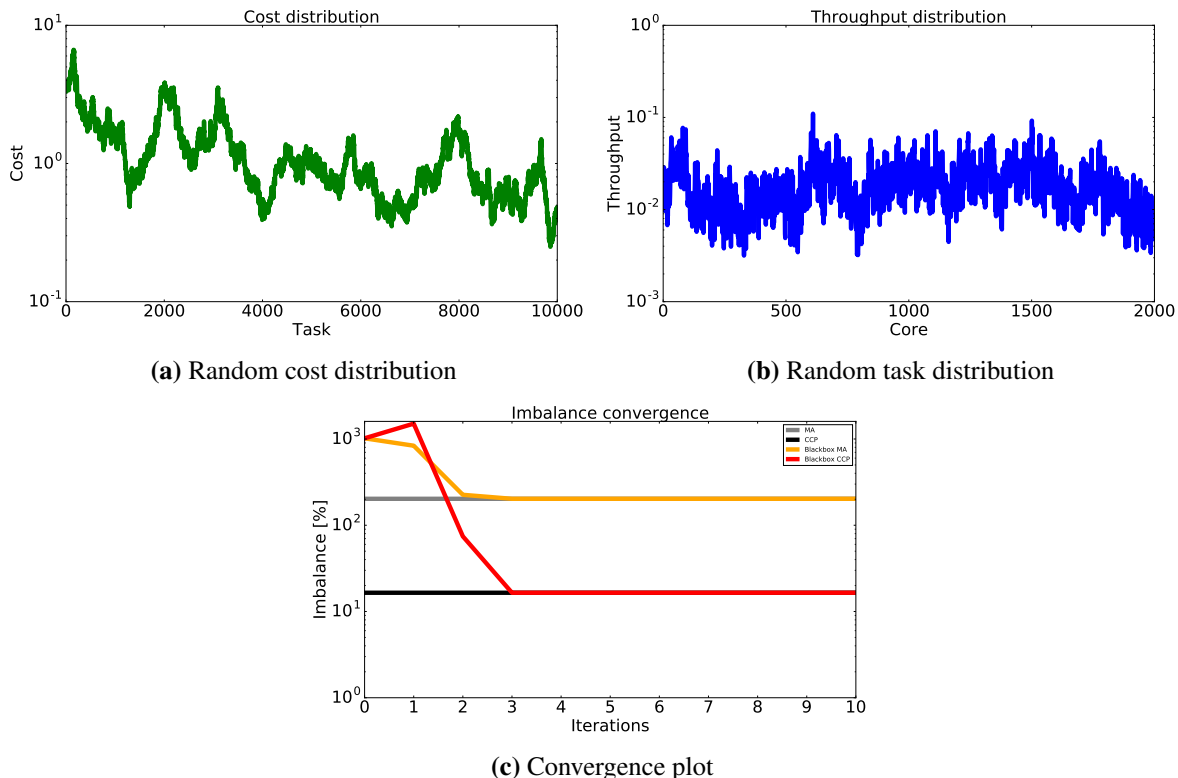 Cost distribution
10^1
10^0
10^-1
Cost
0 2000 4000 6000 8000 10000
Task
(a) Random cost distribution
Throughput distribution
10^0
10^-1
10^-2
10^-3
Throughput
0 500 1000 1500 2000
Core
(b) Random task distribution
Imbalance convergence
10^3
10^2
10^1
10^0
Imbalance [%]
MA
CCP
Blackbox MA
Blackbox CCP
0 1 2 3 4 5 6 7 8 9 10
Iterations
(c) Convergence plot